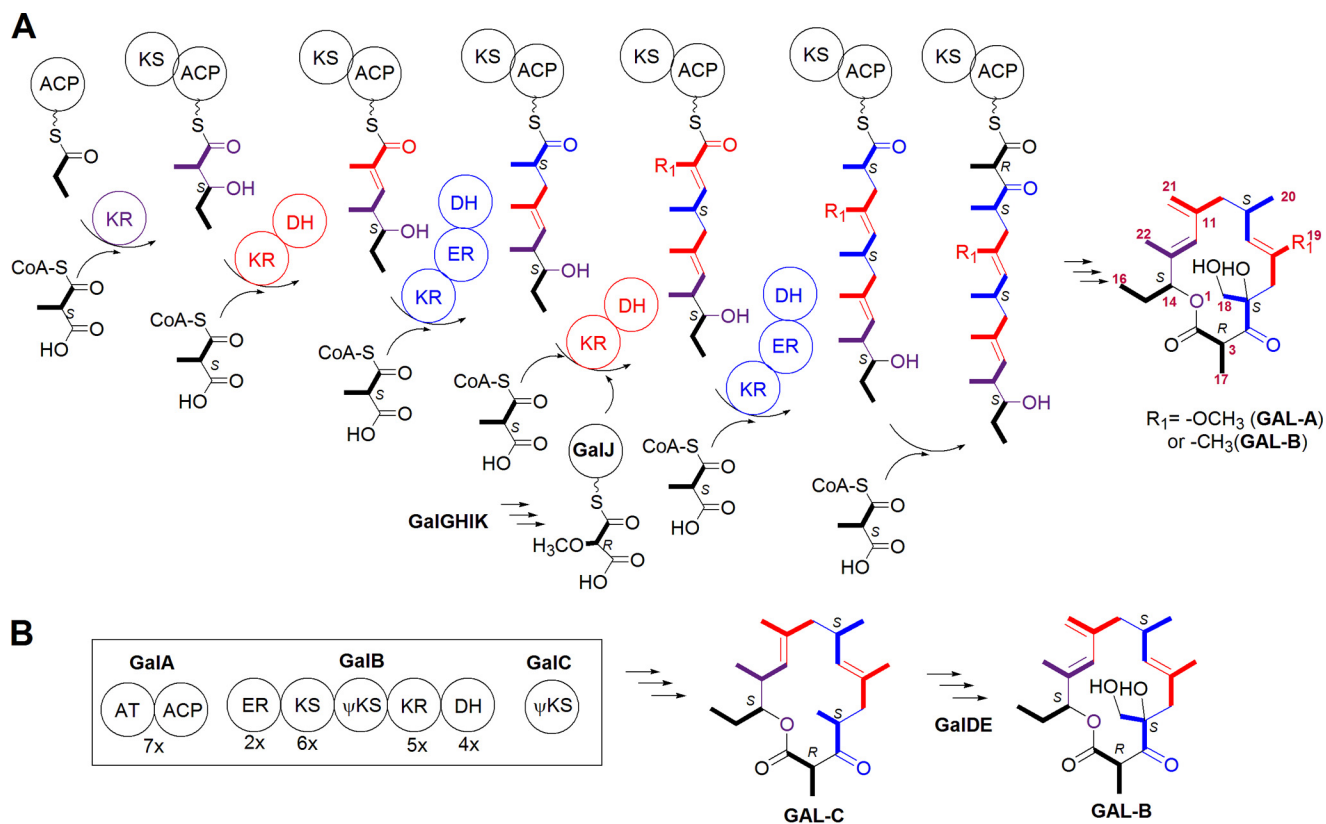 A
KS ACP
S
O
S
OH
KS ACP
S
O
S
OH
KS ACP
S
O
S
S
OH
KS ACP
S
O
R1
S
S
OH
KS ACP
S
O
S
R1
S
S
OH
KS ACP
S
O
R
O
S
R1
S
S
OH
ACP
S
O
KR
CoA-S
O
S
O
HO
DH
KR
CoA-S
O
S
O
HO
DH
ER
KR
CoA-S
O
S
O
HO
DH
KR
CoA-S
O
S
O
HO
GalJ
S
O
H3CO
R
O
HO
GalGHIK
DH
ER
KR
CoA-S
O
S
O
HO
CoA-S
O
S
O
HO
21
S
20
11
19
R1
22
HO
HO
16
S
14
O
1
18
S
O
R
3
O
17
R1= -OCH3 (GAL-A)
or -CH3(GAL-B)
B
GalA GalB GalC
AT ACP ER KS ψKS KR DH ψKS
7x 2x 6x 5x 4x
S
S
O
S
O
R
O
GAL-C
GalDE
S
HO
HO
S
O
S
O
R
O
GAL-B